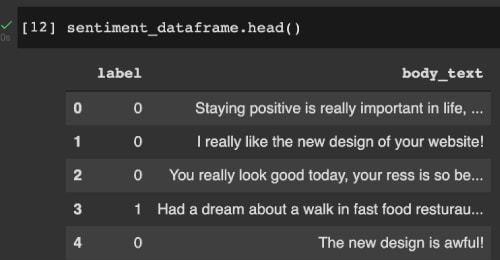 [12] sentiment_dataframe.head()
0s
label body_text
0 0 Staying positive is really important in life, ...
1 0 I really like the new design of your website!
2 0 You really look good today, your ress is so be...
3 1 Had a dream about a walk in fast food resturau...
4 0 The new design is awful!